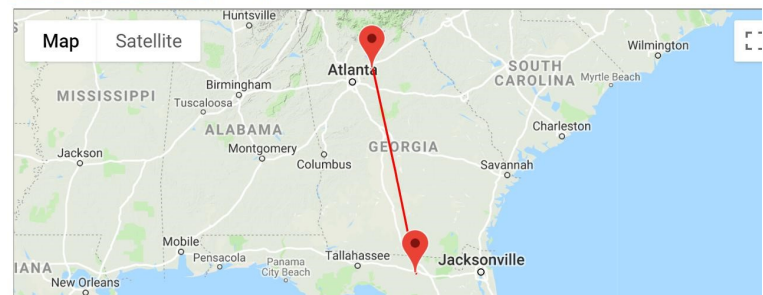 Huntsville
Map Satellite
Wilmington
Atlanta
SOUTH
CAROLINA
Myrtle Beach
Birmingham
MISSISSIPPI
Tuscaloosa
ALABAMA
Charleston
Jackson
Montgomery
GEORGIA
Columbus
Savannah
Mobile
Pensacola
Panama
City Beach
Tallahassee
Jacksonville
IANA
New Orleans